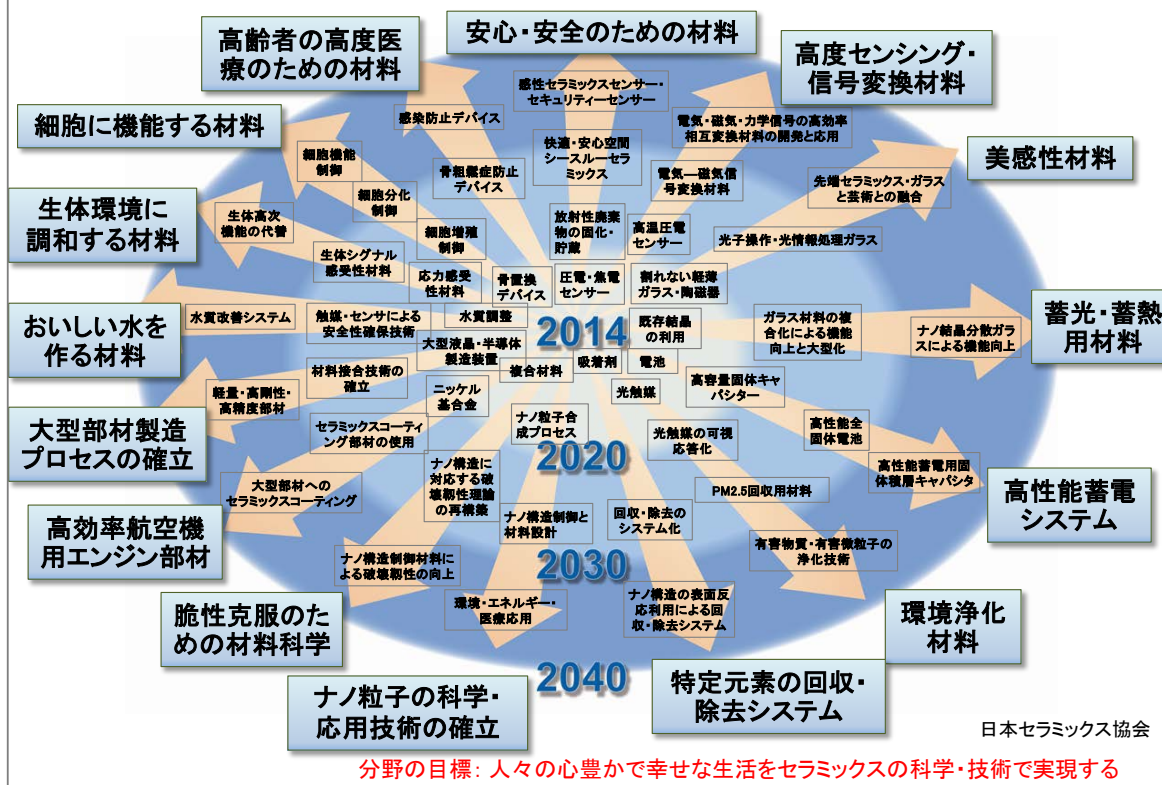 安心・安全のための材料
高齢者の高度医
療のための材料
高度センシング・
信号変換材料
感性セラミックスセンサー・
セキュリティーセンサー
感染防止デバイス
電気・磁気・力学信号の高効率
相互変換材料の開発と応用
細胞に機能する材料
細胞機能
制御
骨粗鬆症防止
デバイス
快適・安心空間
シースルーセラ
ミックス
電気―磁気信
号変換材料
美感性材料
先端セラミックス・ガラス
と芸術との融合
細胞分化
制御
生体環境に
調和する材料
生体高次
機能の代替
細胞増殖
制御
放射性廃棄
物の固化・
貯蔵
高温圧電
センサー
光子操作・光情報処理ガラス
生体シグナル
感受性材料
応力感受
性材料
骨置換
デバイス
圧電・焦電
センサー
割れない軽薄
ガラス・陶磁器
おいしい水を
作る材料
水質改善システム
触媒・センサによる
安全性確保技術
水質調整
2014
既存結晶
の利用
ガラス材料の複
合化による機能
向上と大型化
ナノ結晶分散ガラ
スによる機能向上
蓄光・蓄熱
用材料
大型液晶・半導体
製造装置
複合材料
吸着剤
電池
材料接合技術の
確立
軽量・高剛性・
高精度部材
ニッケル
基合金
光触媒
高容量固体キャ
パシター
大型部材製造
プロセスの確立
セラミックスコーティ
ング部材の使用
ナノ粒子合
成プロセス
光触媒の可視
応答化
高性能全
固体電池
2020
大型部材への
セラミックスコーティング
ナノ構造に
対応する破
壊靱性理論
の再構築
PM2.5回収用材料
高性能蓄電用固
体積層キャパシタ
高性能蓄電
システム
高効率航空機
用エンジン部材
ナノ構造制御と
材料設計
回収・除去の
システム化
有害物質・有害微粒子の
浄化技術
ナノ構造制御材料に
よる破壊靱性の向上
2030
脆性克服のた
めの材料科学
環境・エネルギー・
医療応用
ナノ構造の表面反
応利用による回
収・除去システム
環境浄化
材料
2040
ナノ粒子の科学・
応用技術の確立
特定元素の回収・
除去システム
日本セラミックス協会
分野の目標： 人々の心豊かで幸せな生活をセラミックスの科学・技術で実現する